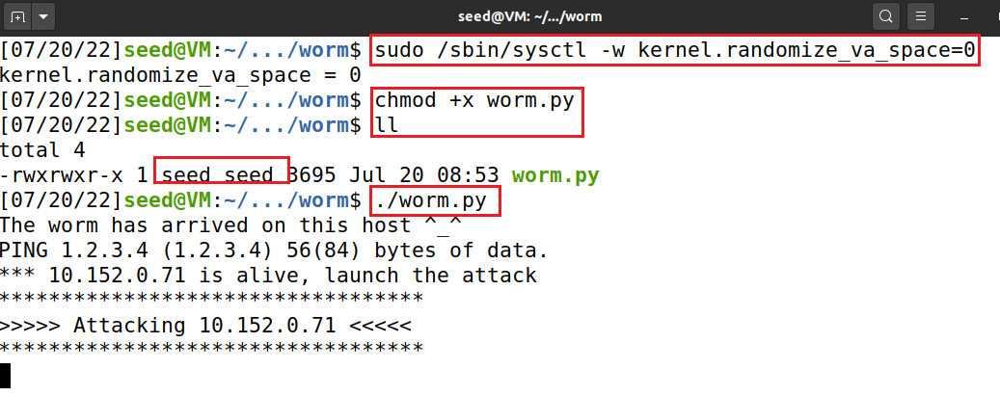 seed@VM: ~/.../worm
[07/20/22]seed@VM:~/.../worm$ sudo /sbin/sysctl -w kernel.randomize_va_space=0
kernel.randomize_va_space = 0
[07/20/22]seed@VM:~/.../worm$ chmod +x worm.py
[07/20/22]seed@VM:~/.../worm$ ll
total 4
-rwxrwxr-x 1 seed seed 3695 Jul 20 08:53 worm.py
[07/20/22]seed@VM:~/.../worm$ ./worm.py
The worm has arrived on this host ^_^
PING 1.2.3.4 (1.2.3.4) 56(84) bytes of data.
*** 10.152.0.71 is alive, launch the attack
**********************************
>>>>> Attacking 10.152.0.71 <<<<<
**********************************